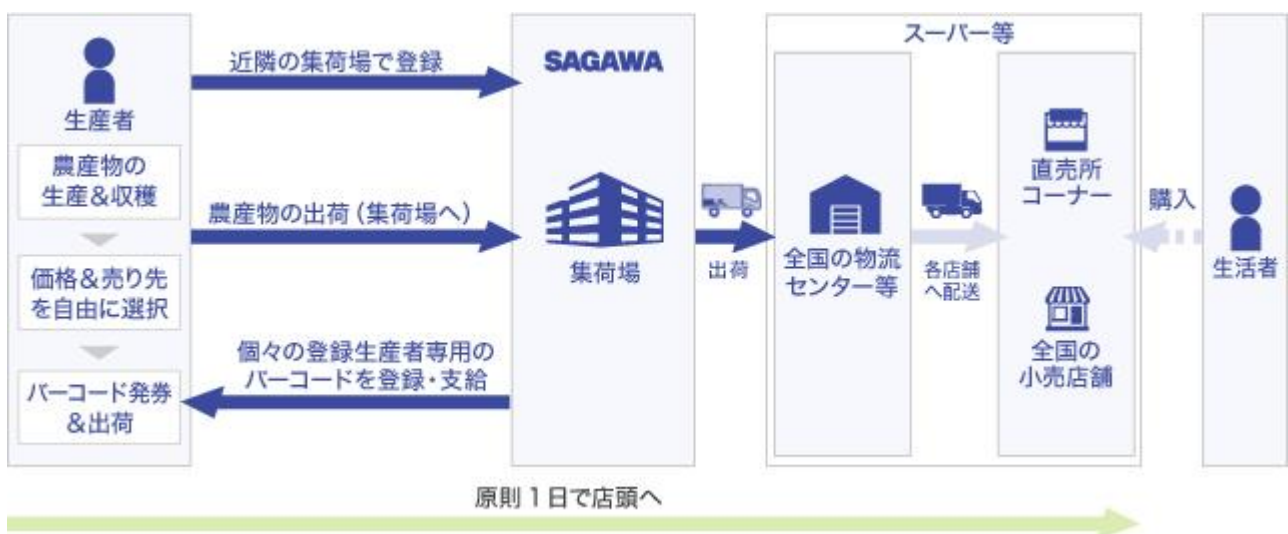 生産者
農産物の
生産&収穫
価格&売り先
を自由に選択
バーコード発券
&出荷
近隣の集荷場で登録
農産物の出荷(集荷場へ)
個々の登録生産者専用の
バーコードを登録・支給
SAGAWA
集荷場
出荷
スーパー等
全国の物流
センター等
各店舗
へ配送
直売所
コーナー
全国の
小売店舗
購入
生活者
原則1日で店頭へ